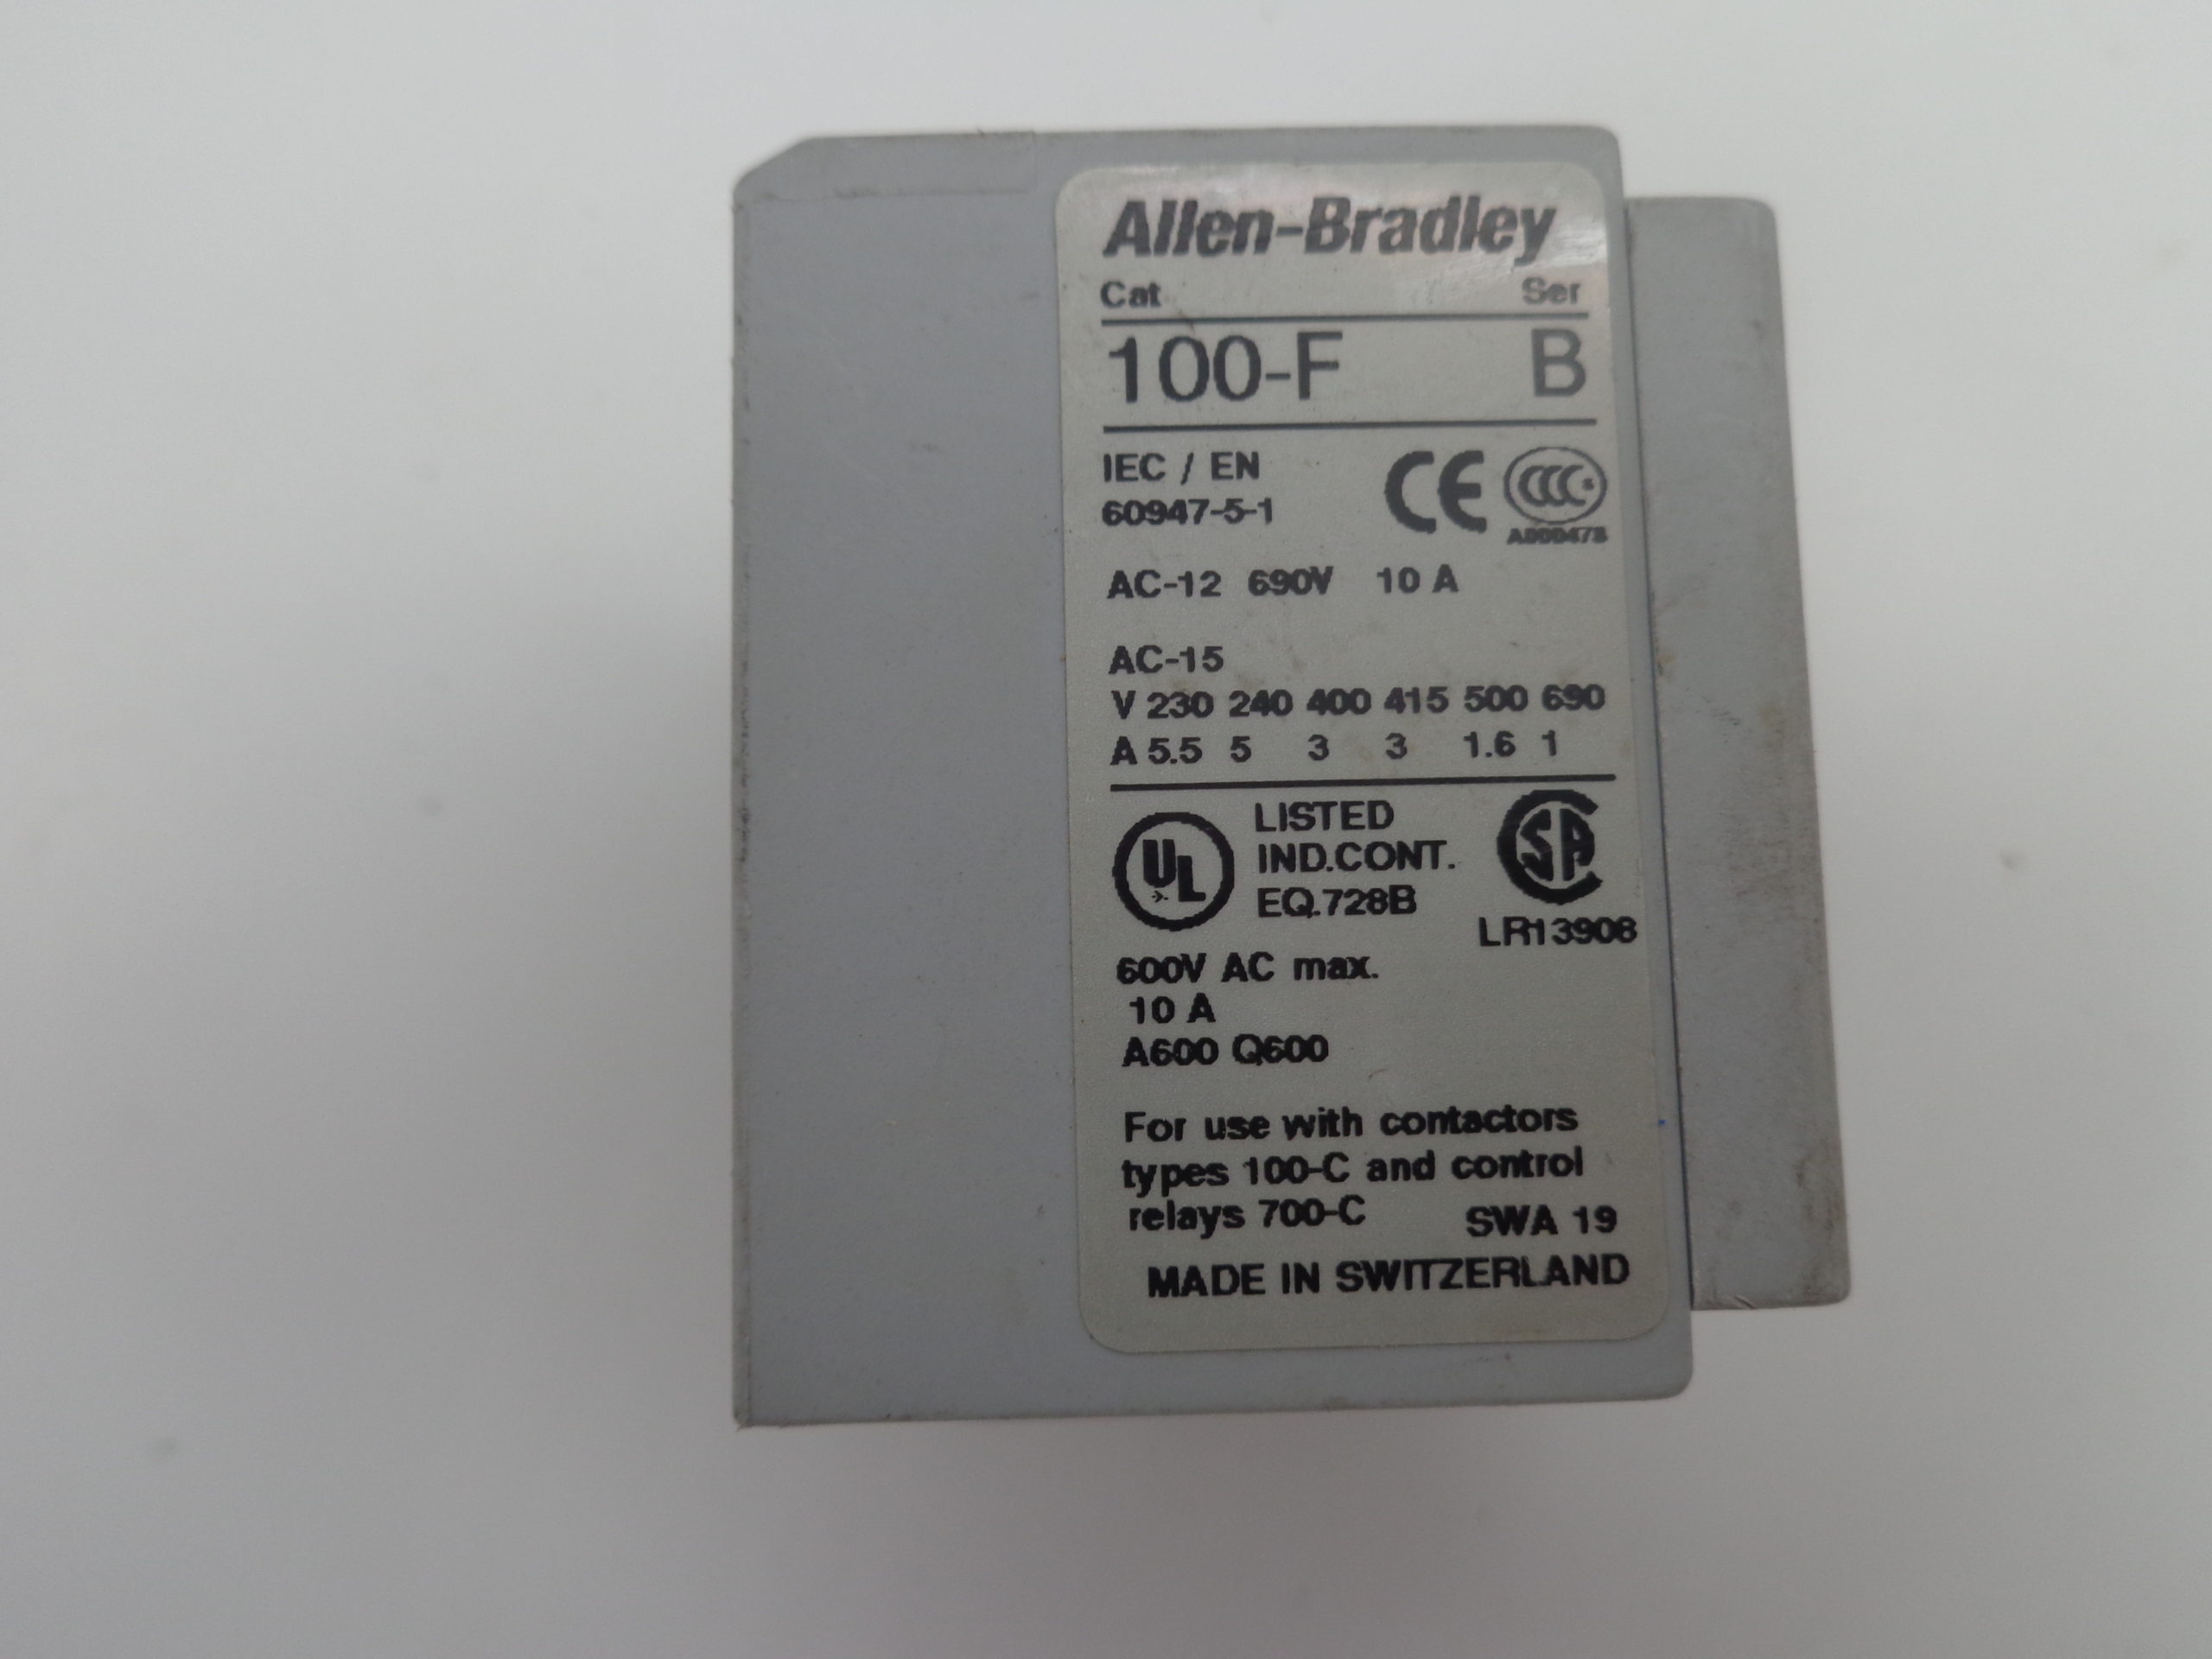 Allen-Bradley
Cat Ser
100-F B
IEC / EN
60947-5-1
CE CCC S
AC-12 690V 10 A
AC-15
V 230 240 400 415 500 690
A 5.5 5 3 3 1.6 1
UL LISTED
IND.CONT.
EQ.728B
SA
LR13908
600V AC max.
10 A
A600 Q600
For use with contactors
types 100-C and control
relays 700-C SWA 19
MADE IN SWITZERLAND